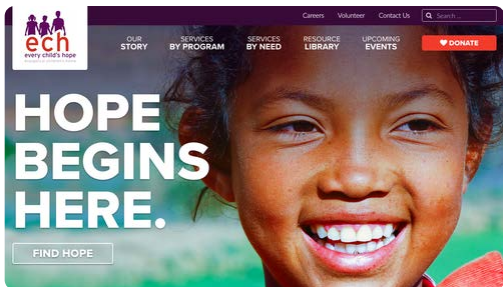 Careers Volunteer Contact Us Search...
ech
every child's hope
OUR STORY
SERVICES BY PROGRAM
SERVICES BY NEED
RESOURCE LIBRARY
UPCOMING EVENTS
DONATE
HOPE
BEGINS
HERE.
FIND HOPE